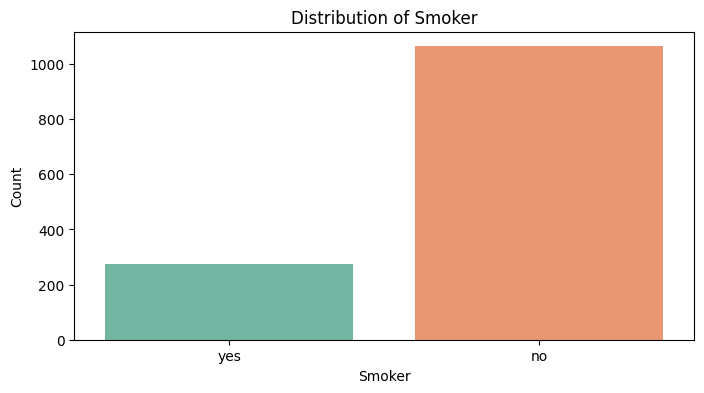 Distribution of Smoker
1000
800
600
400
200
0
Count
yes
no
Smoker